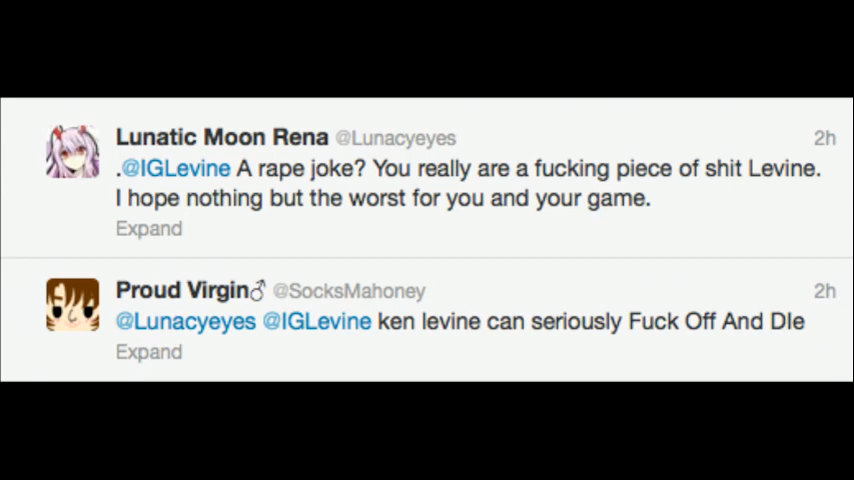 Lunatic Moon Rena @Lunacyeyes 2h
.@IGLevine A rape joke? You really are a fucking piece of shit Levine.
I hope nothing but the worst for you and your game.
Expand
Proud Virgin♂ @SocksMahoney 2h
@Lunacyeyes @IGLevine ken levine can seriously Fuck Off And DIe
Expand